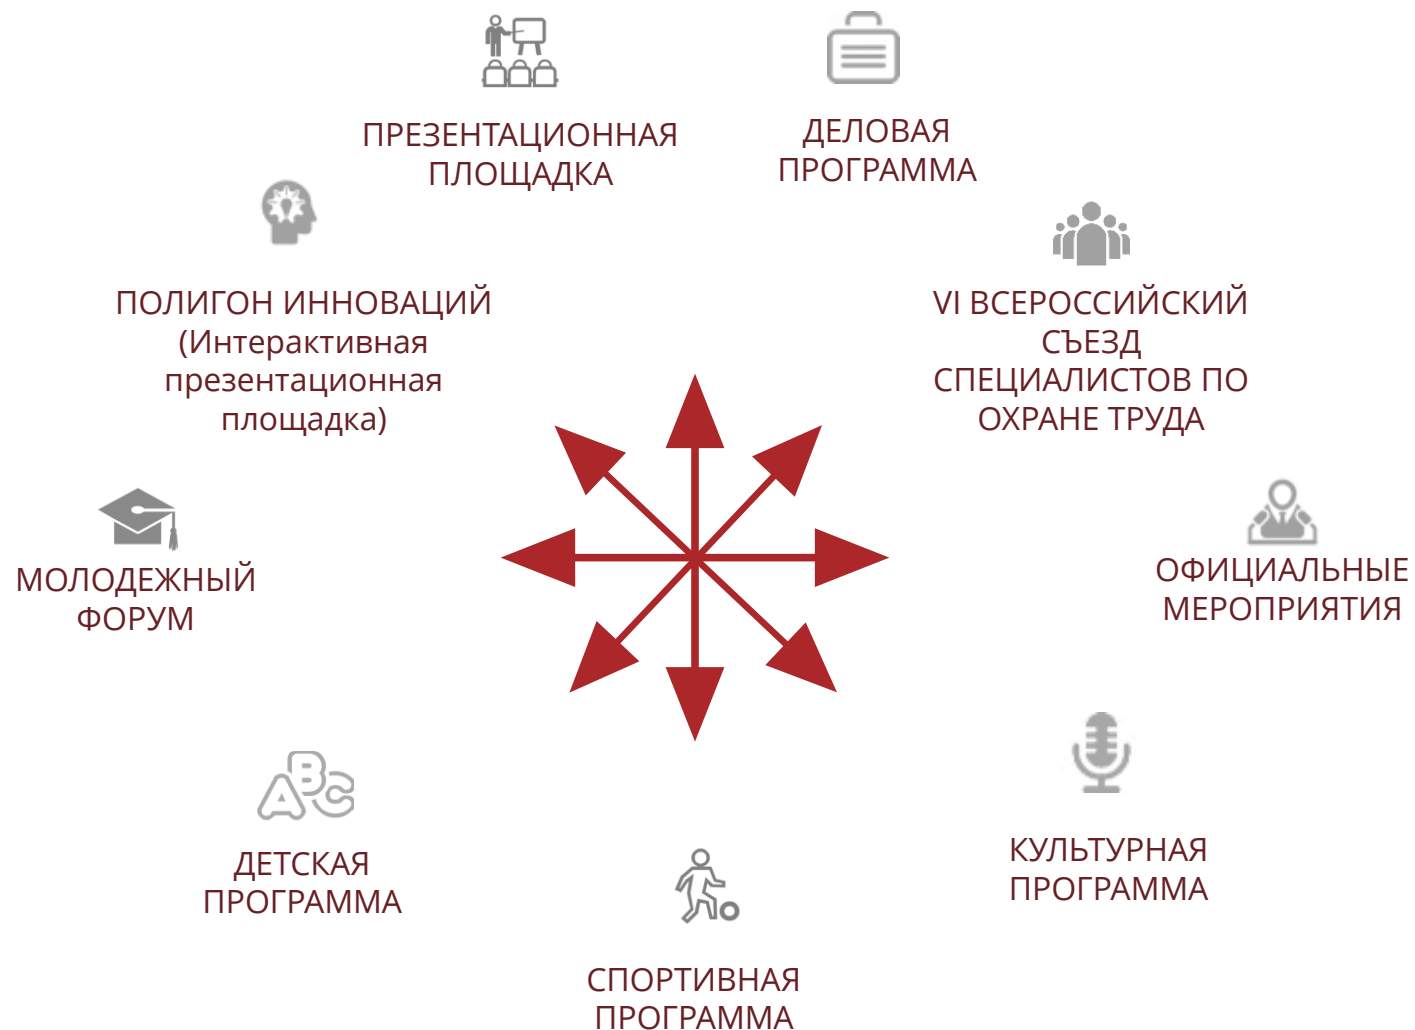 ПРЕЗЕНТАЦИОННАЯ
ПЛОЩАДКА
ДЕЛОВАЯ
ПРОГРАММА
ПОЛИГОН ИННОВАЦИЙ
(Интерактивная
презентационная
площадка)
VI ВСЕРОССИЙСКИЙ
СЪЕЗД
СПЕЦИАЛИСТОВ ПО
ОХРАНЕ ТРУДА
МОЛОДЕЖНЫЙ
ФОРУМ
ОФИЦИАЛЬНЫЕ
МЕРОПРИЯТИЯ
ABC
ДЕТСКАЯ
ПРОГРАММА
КУЛЬТУРНАЯ
ПРОГРАММА
СПОРТИВНАЯ
ПРОГРАММА